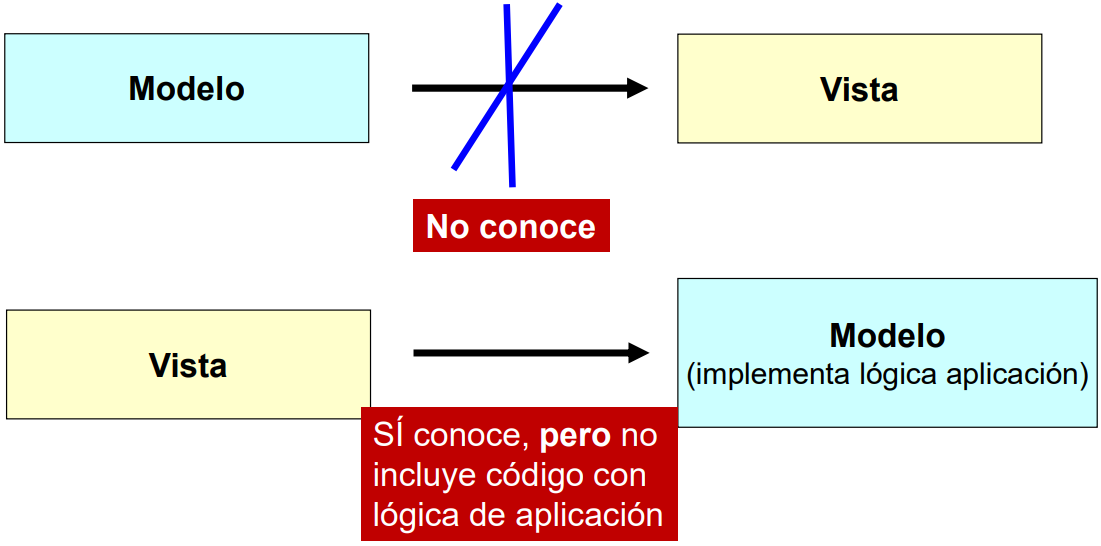 Modelo
Vista
No conoce
Vista
Modelo
(implementa lógica aplicación)
SÍ conoce, pero no
incluye código con
lógica de aplicación